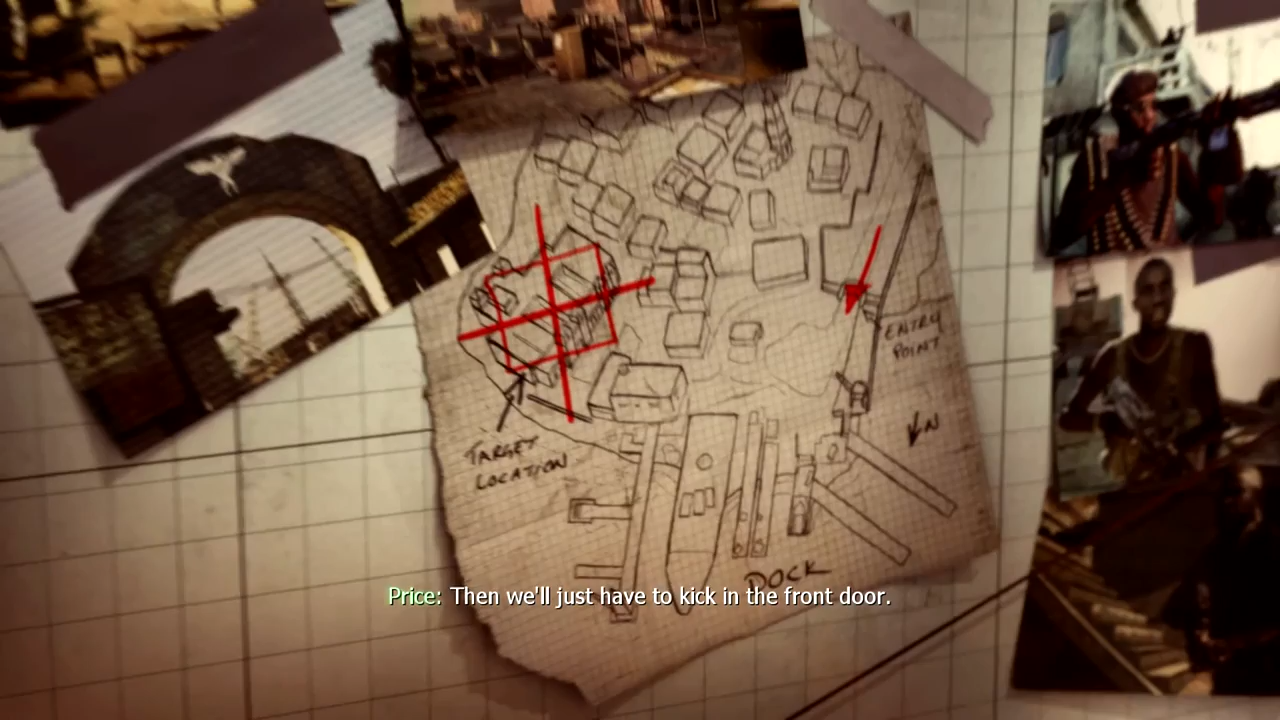 ENTRY
POINT
N
TARGET
LOCATION
DOCK
Price: Then we'll just have to kick in the front door.